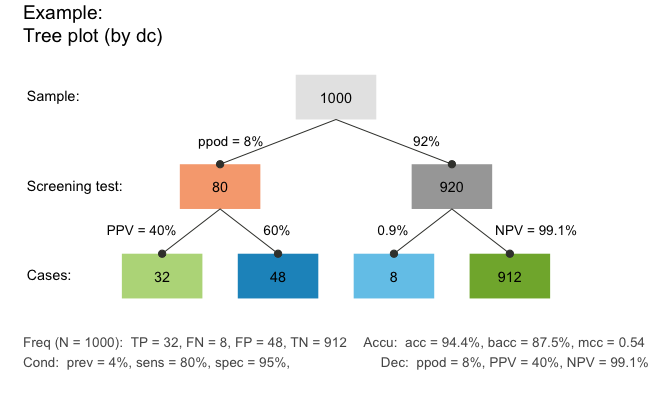 Example:
Tree plot (by dc)
Sample:
1000
ppod = 8%
92%
Screening test:
80
920
PPV = 40%
60%
0.9%
NPV = 99.1%
Cases:
32
48
8
912
Freq (N = 1000):  TP = 32, FN = 8, FP = 48, TN = 912    Accu:  acc = 94.4%, bacc = 87.5%, mcc = 0.54
Cond:  prev = 4%, sens = 80%, spec = 95%,    Dec:  ppod = 8%, PPV = 40%, NPV = 99.1%